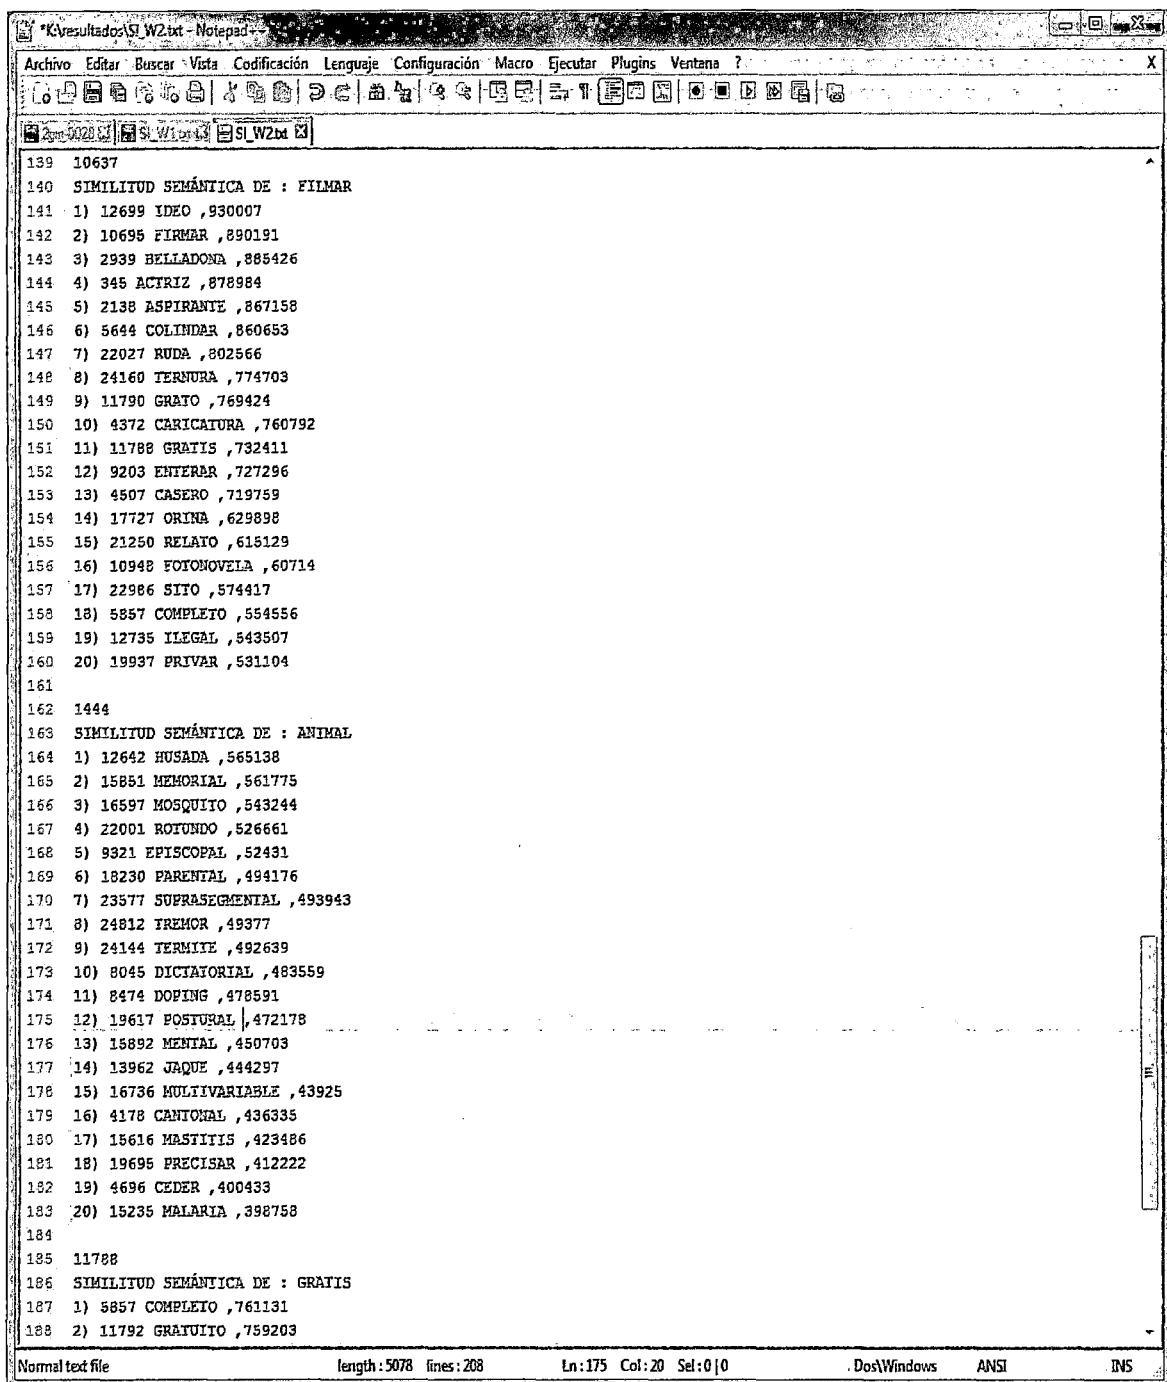 *K:\resultados\SI_W2.txt - Notepad++
Archivo Editar Buscar Vista Codificación Lenguaje Configuración Macro Ejecutar Plugins Ventana ? X
SI_W2.txt
139 10637
140 SIMILITUD SEMÁNTICA DE : FILMAR
141 1) 12699 IDEO ,930007
142 2) 10695 FIRMAR ,890191
143 3) 2939 BELLADONA ,885426
144 4) 345 ACTRIZ ,878984
145 5) 2138 ASPIRANTE ,867158
146 6) 5644 COLINDAR ,860653
147 7) 22027 RUDA ,802566
148 8) 24160 TERNURA ,774703
149 9) 11790 GRATO ,769424
150 10) 4372 CARICATURA ,760792
151 11) 11788 GRATIS ,732411
152 12) 9203 ENTERAR ,727296
153 13) 4507 CASERO ,719759
154 14) 17727 ORINA ,629898
155 15) 21250 RELATO ,615129
156 16) 10948 FOTONOVELA ,60714
157 17) 22986 SITO ,574417
158 18) 5857 COMPLETO ,554556
159 19) 12735 ILEGAL ,543507
160 20) 19937 PRIVAR ,531104
161
162 1444
163 SIMILITUD SEMÁNTICA DE : ANIMAL
164 1) 12642 HUSADA ,565138
165 2) 15851 MEMORIAL ,561775
166 3) 16597 MOSQUITO ,543244
167 4) 22001 ROTUNDO ,526661
168 5) 9321 EPISCOPAL ,52431
169 6) 18230 PARENTAL ,494176
170 7) 23577 SUPRASEGMENTAL ,493943
171 8) 24812 TREMOR ,49377
172 9) 24144 TERMITE ,492639
173 10) 8045 DICTATORIAL ,483559
174 11) 8474 DOPING ,478591
175 12) 19617 POSTURAL ,472178
176 13) 15892 MENTAL ,450703
177 14) 13962 JAQUE ,444297
178 15) 16736 MULTIVARIABLE ,43925
179 16) 4178 CANTONAL ,436335
180 17) 15616 MASTITIS ,423486
181 18) 19695 PRECISAR ,412222
182 19) 4696 CEDER ,400433
183 20) 15235 MALARIA ,398758
184
185 11788
186 SIMILITUD SEMÁNTICA DE : GRATIS
187 1) 5857 COMPLETO ,761131
188 2) 11792 GRATUITO ,759203
Normal text file length : 5078 lines : 208 Ln : 175 Col : 20 Sel : 0 | 0 Dos\Windows ANSI INS